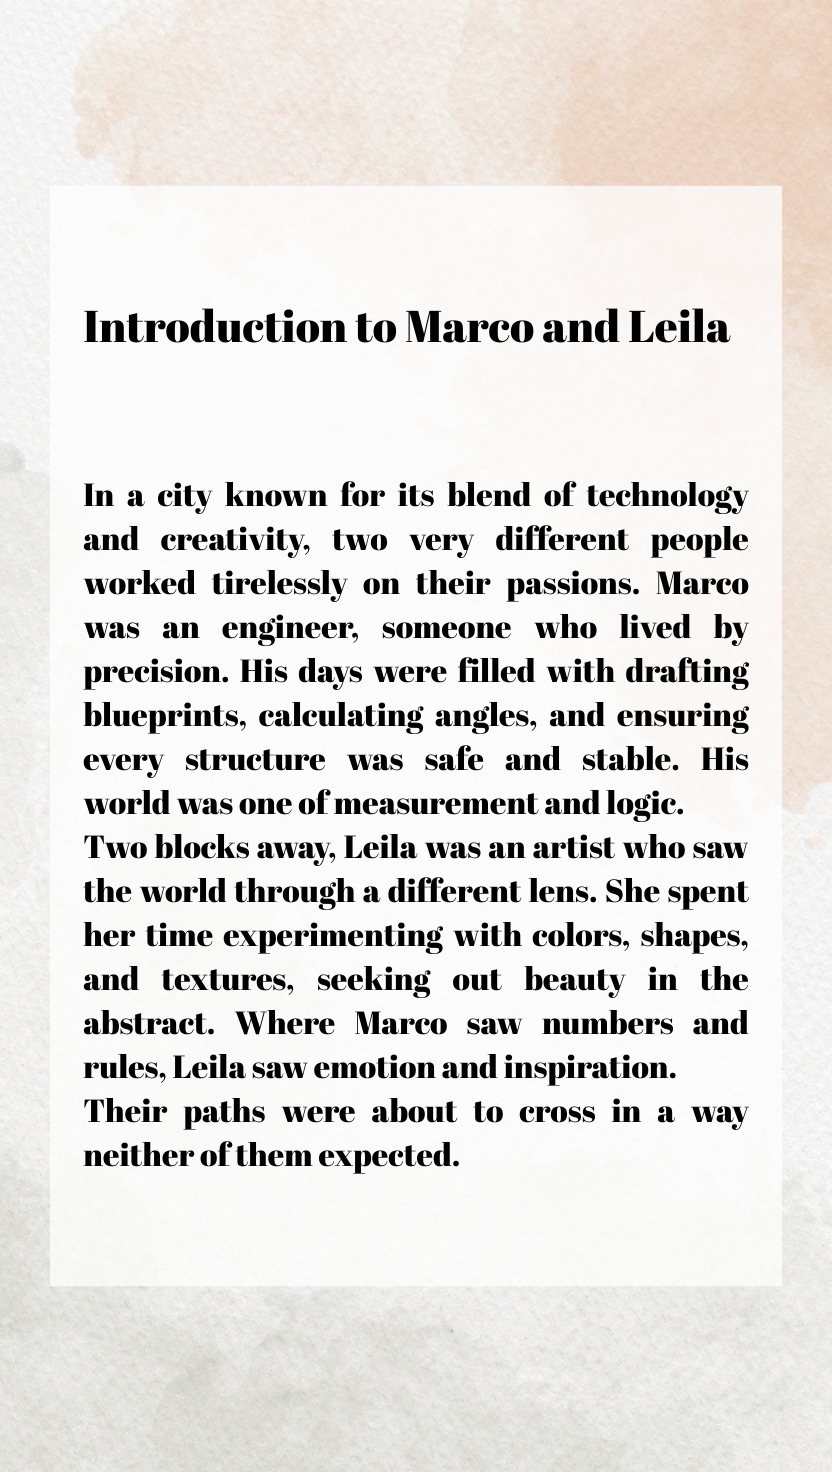 Introduction to Marco and Leila
In a city known for its blend of technology
and creativity, two very different people
worked tirelessly on their passions. Marco
was an engineer, someone who lived by
precision. His days were filled with drafting
blueprints, calculating angles, and ensuring
every structure was safe and stable. His
world was one of measurement and logic.
Two blocks away, Leila was an artist who saw
the world through a different lens. She spent
her time experimenting with colors, shapes,
and textures, seeking out beauty in the
abstract. Where Marco saw numbers and
rules, Leila saw emotion and inspiration.
Their paths were about to cross in a way
neither of them expected.